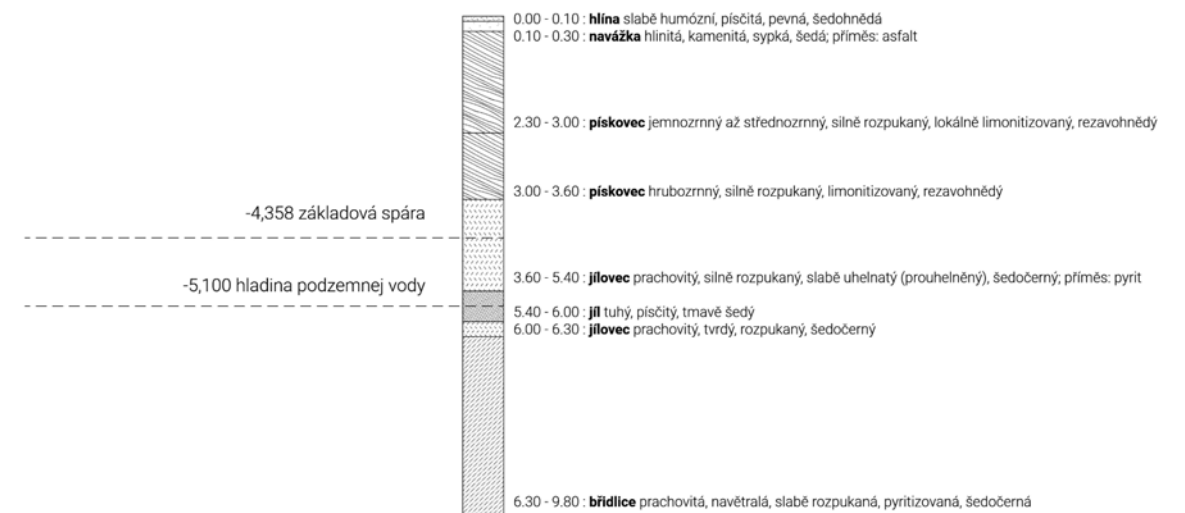 0.00 - 0.10 : hlína slabě humózní, písčitá, pevná, šedohnědá
0.10 - 0.30 : navážka hlinitá, kamenitá, sypká, šedá; příměs: asfalt
2.30 - 3.00 : pískovec jemnozrnný až střednozrnný, silně rozpukaný, lokálně limonitizovaný, rezavohnědý
3.00 - 3.60 : pískovec hrubozrnný, silně rozpukaný, limonitizovaný, rezavohnědý
-4,358 základová spára
3.60 - 5.40 : jílovec prachovitý, silně rozpukaný, slabě uhelnatý (prouhelněný), šedočerný; příměs: pyrit
-5,100 hladina podzemnej vody
5.40 - 6.00 : jíl tuhý, písčitý, tmavě šedý
6.00 - 6.30 : jílovec prachovitý, tvrdý, rozpukaný, šedočerný
6.30 - 9.80 : břidlice prachovitá, navětralá, slabě rozpukaná, pyritizovaná, šedočerná